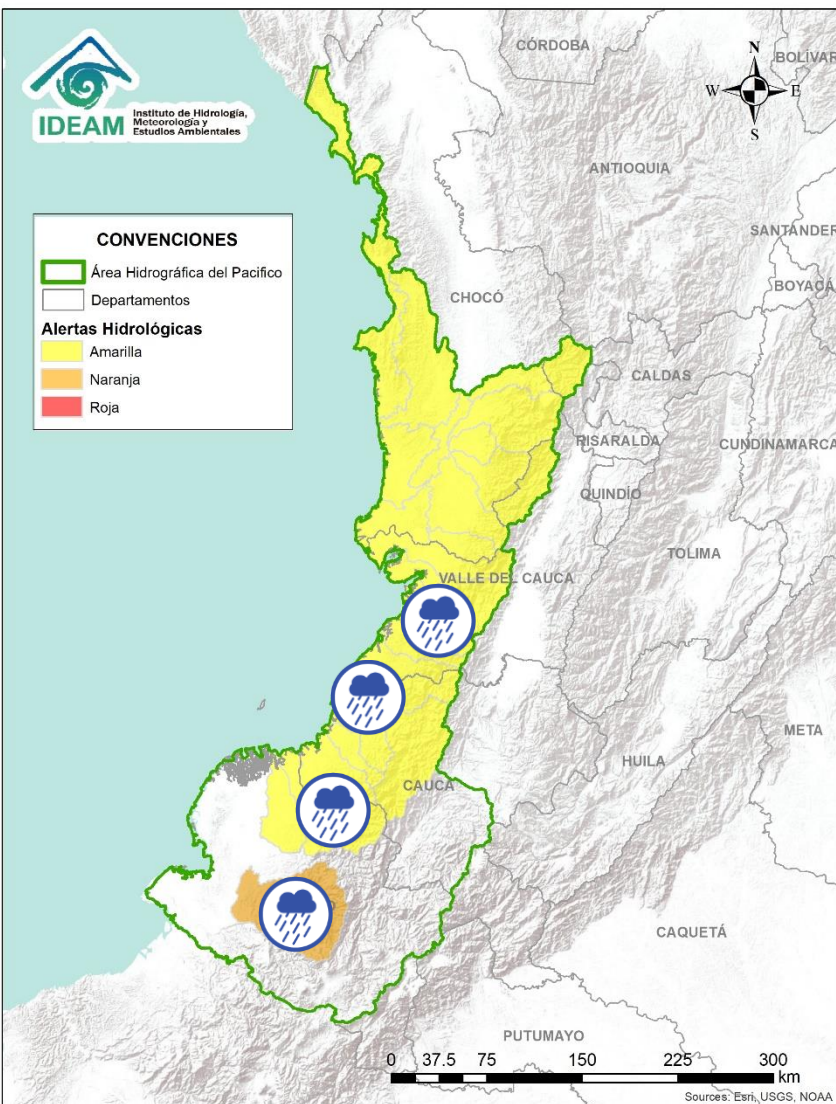 IDEAM
Instituto de Hidrología,
Meteorología y
Estudios Ambientales
CONVENCIONES
Área Hidrográfica del Pacifico
Departamentos
Alertas Hidrológicas
Amarilla
Naranja
Roja
N
W E
S
CÓRDOBA
BOLÍVAR
ANTIOQUIA
SANTANDER
BOYACÁ
CHOCÓ
CALDAS
RISARALDA
CUNDINAMARCA
QUINDÍO
TOLIMA
VALLE DEL CAUCA
META
HUILA
CAUCA
CAQUETÁ
PUTUMAYO
0 37.5 75 150 225 300
km
Sources: Esri, USGS, NOAA